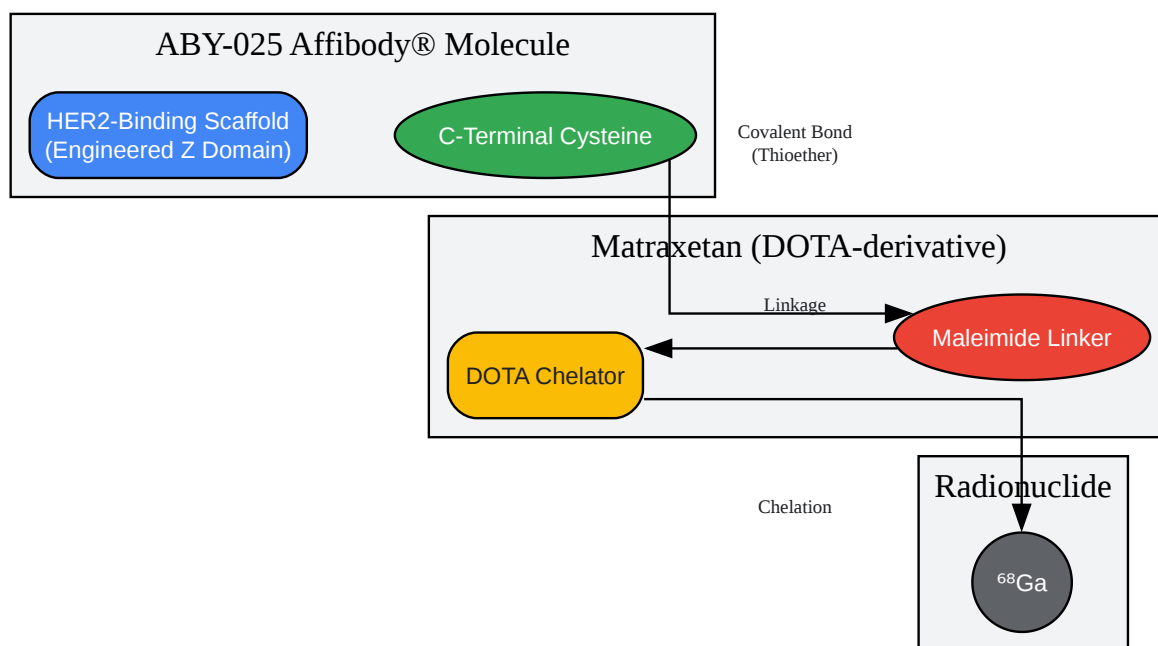 ABY-025 Affibody® Molecule
HER2-Binding Scaffold
(Engineered Z Domain)
C-Terminal Cysteine
Covalent Bond
(Thioether)
Matraxetan (DOTA-derivative)
Linkage
Maleimide Linker
DOTA Chelator
Radionuclide
Chelation
⁶⁸Ga